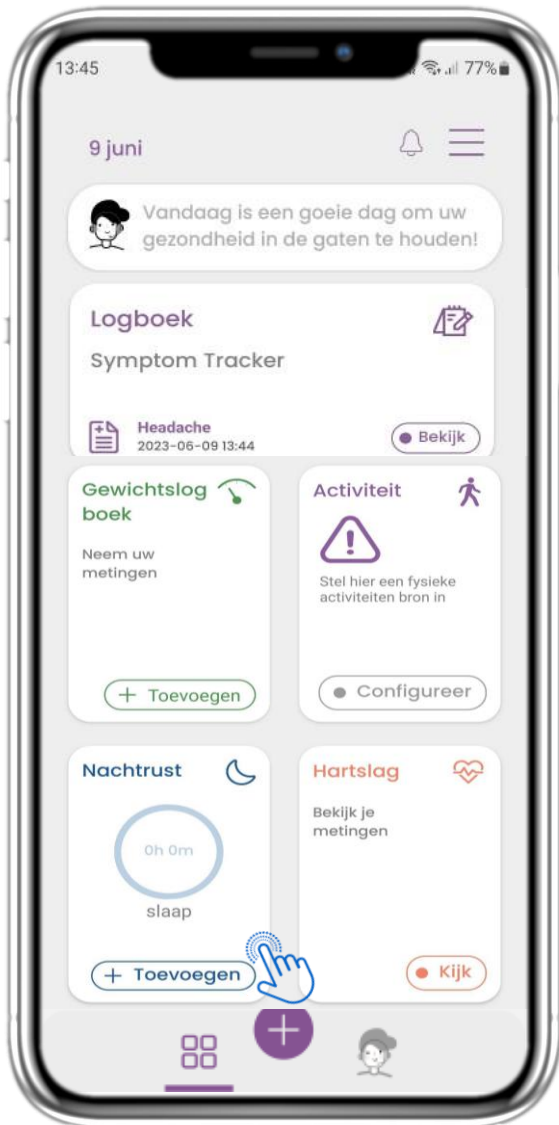 13:45
77%
9 juni
Vandaag is een goeie dag om uw
gezondheid in de gaten te houden!
Logboek
Symptom Tracker
Headache
2023-06-09 13:44
Bekijk
Gewichtslog
boek
Neem uw
metingen
+ Toevoegen
Activiteit
Stel hier een fysieke
activiteiten bron in
Configureer
Nachtrust
0h 0m
slaap
+ Toevoegen
Hartslag
Bekijk je
metingen
Kijk